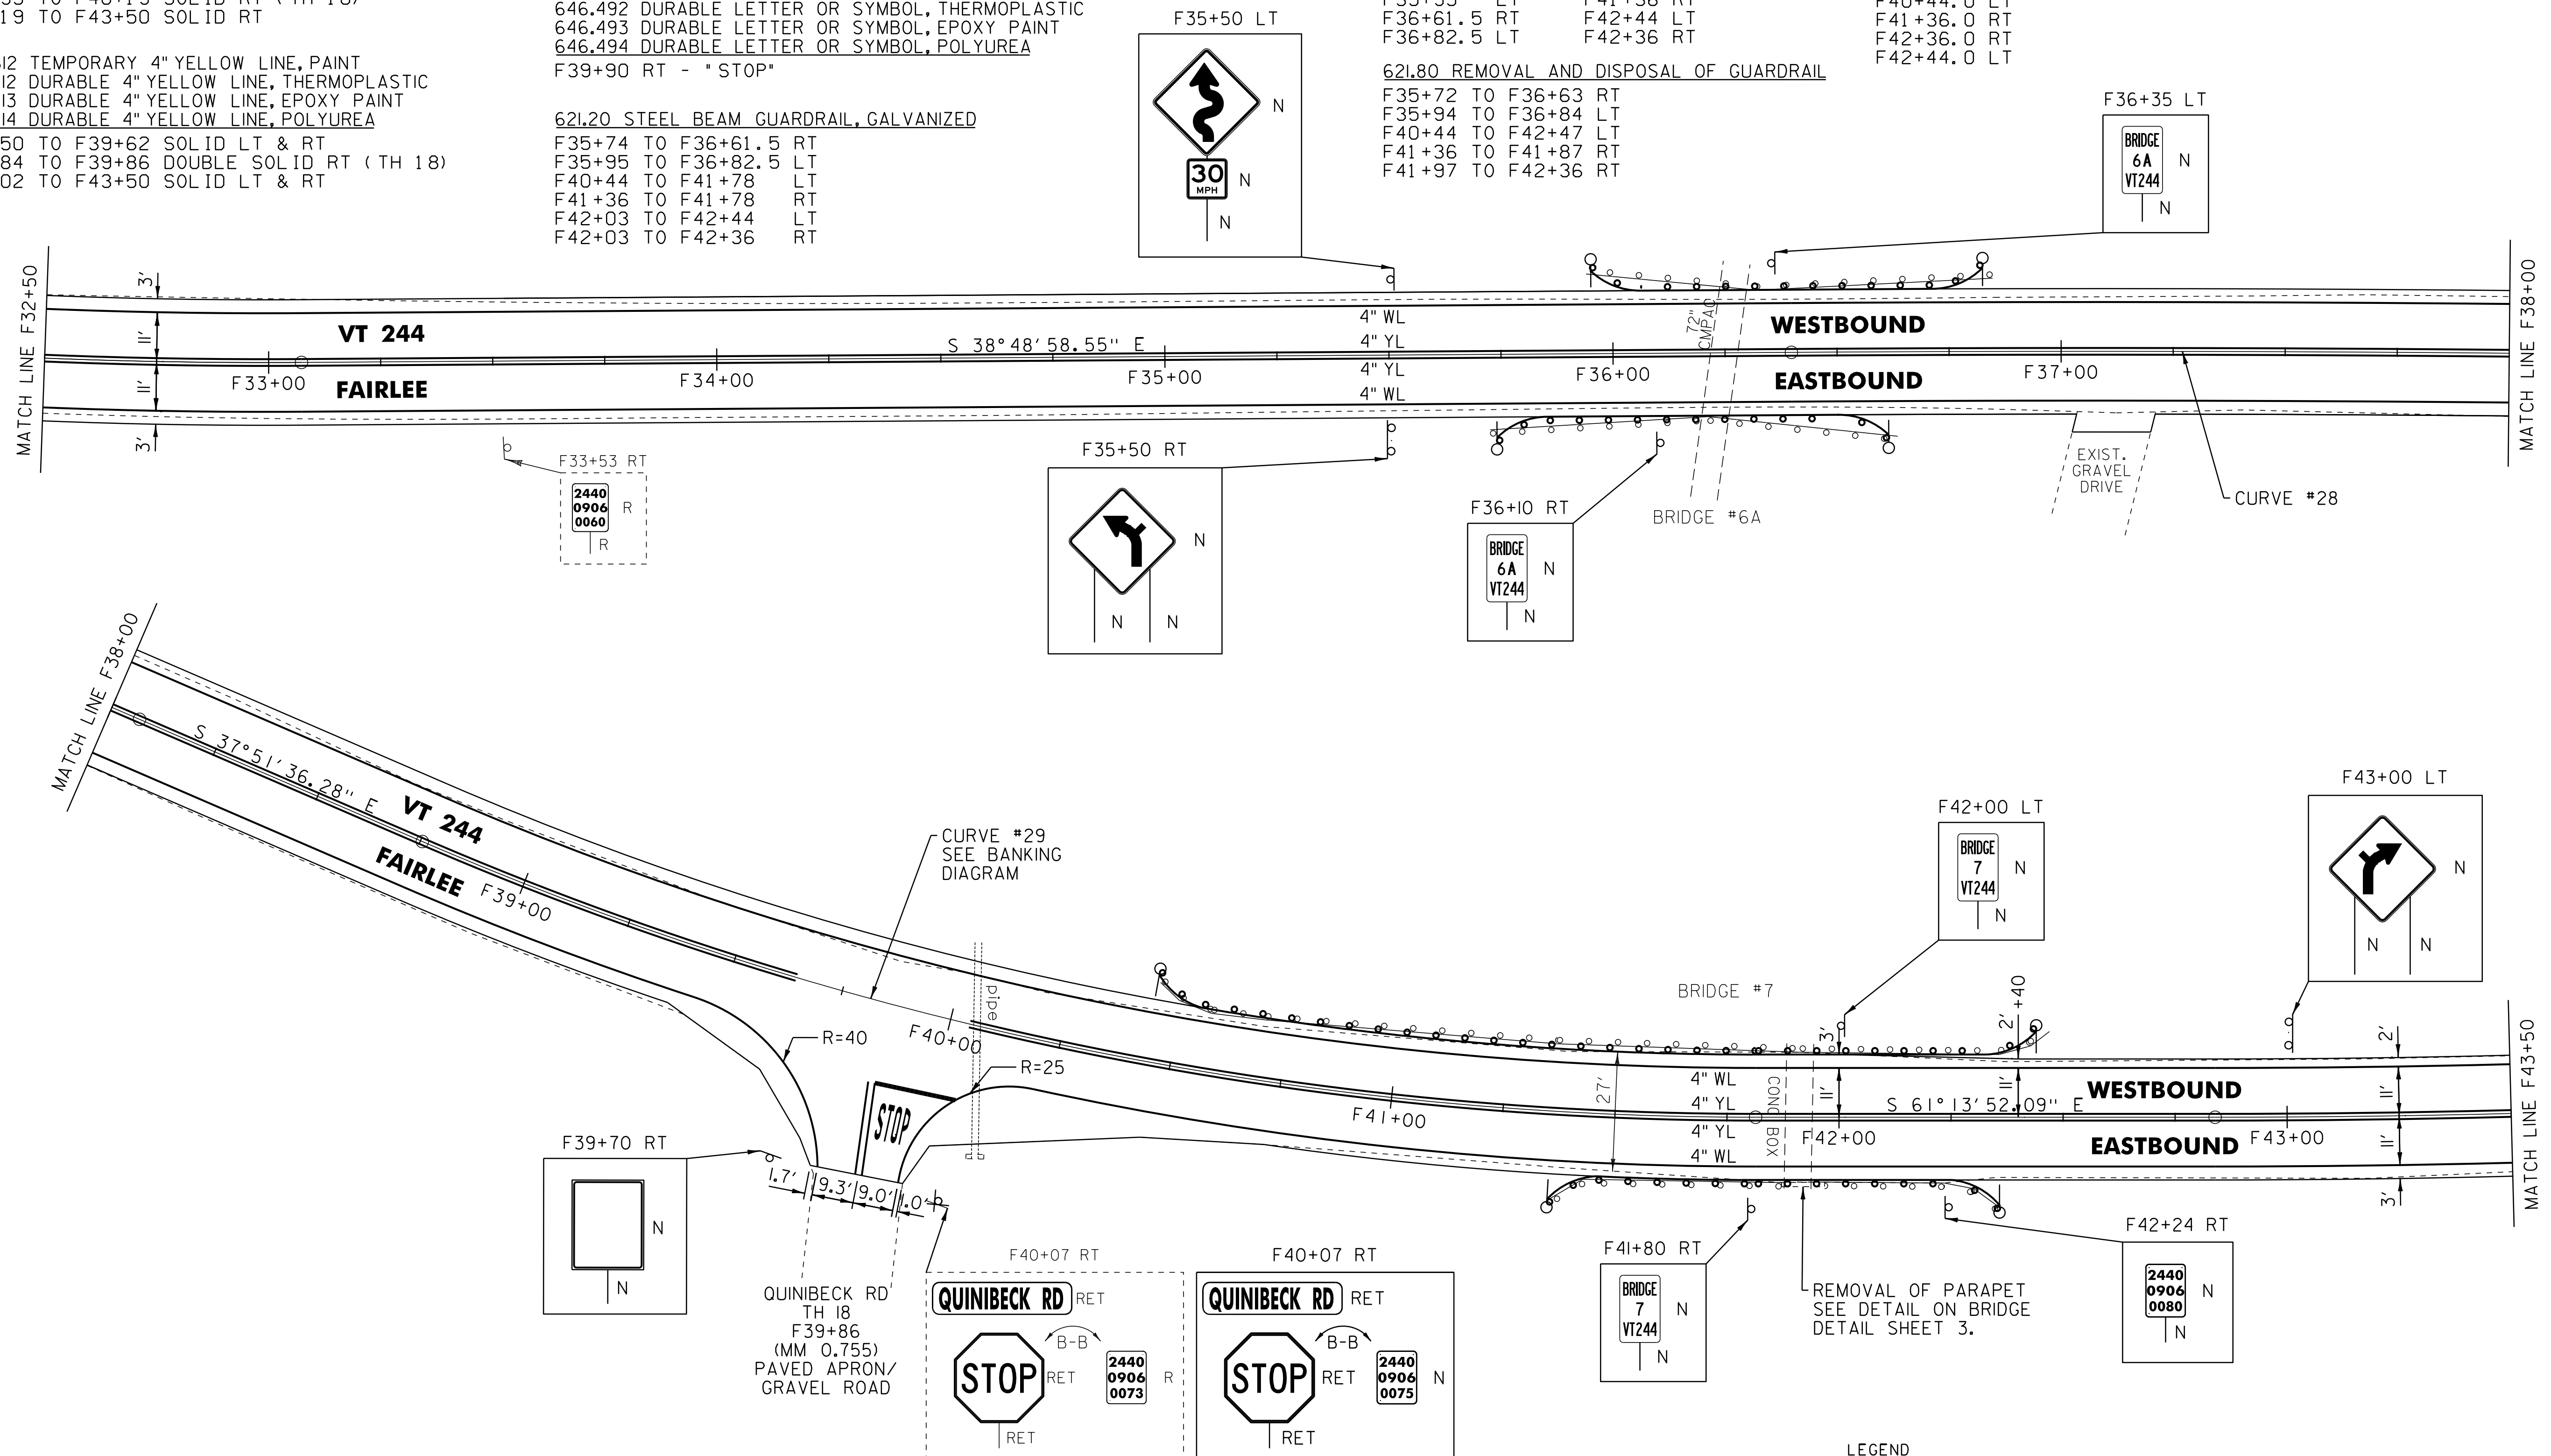 19 TO F43+50 SOLID RT
12 TEMPORARY 4" YELLOW LINE, PAINT
12 DURABLE 4" YELLOW LINE, THERMOPLASTIC
13 DURABLE 4" YELLOW LINE, EPOXY PAINT
14 DURABLE 4" YELLOW LINE, POLYUREA
50 TO F39+62 SOLID LT & RT
84 TO F39+86 DOUBLE SOLID RT (TH 18)
02 TO F43+50 SOLID LT & RT
646.492 DURABLE LETTER OR SYMBOL, THERMOPLASTIC
646.493 DURABLE LETTER OR SYMBOL, EPOXY PAINT
646.494 DURABLE LETTER OR SYMBOL, POLYUREA
F39+90 RT - "STOP"
621.20 STEEL BEAM GUARDRAIL, GALVANIZED
F35+74 TO F36+61.5 RT
F35+95 TO F36+82.5 LT
F40+44 TO F41+78 LT
F41+36 TO F41+78 RT
F42+03 TO F42+44 LT
F42+03 TO F42+36 RT
F35+50 LT
N
30
MPH
N
N
F36+61.5 RT F42+44 LT
F36+82.5 LT F42+36 RT
621.80 REMOVAL AND DISPOSAL OF GUARDRAIL
F35+72 TO F36+63 RT
F35+94 TO F36+84 LT
F40+44 TO F42+47 LT
F41+36 TO F41+87 RT
F41+97 TO F42+36 RT
F40+44.0 LT
F41+36.0 RT
F42+36.0 RT
F42+44.0 LT
F36+35 LT
BRIDGE
6A
VT244
N
N
MATCH LINE F32+50
3'
11'
11'
3'
VT 244
FAIRLEE
F33+00
F34+00
S 38°48'58.55" E
F35+00
4" WL
4" YL
4" YL
4" WL
F36+00
72"
CMPAC
WESTBOUND
EASTBOUND
F37+00
MATCH LINE F38+00
F33+53 RT
2440
0906
0060
R
R
F35+50 RT
N
N
N
F36+10 RT
BRIDGE
6A
VT244
N
N
BRIDGE #6A
EXIST.
GRAVEL
DRIVE
CURVE #28
MATCH LINE F38+00
S 37°51'36.28" E
VT 244
FAIRLEE
F39+00
CURVE #29
SEE BANKING
DIAGRAM
pipe
F40+00
R=40
R=25
STOP
F41+00
27'
BRIDGE #7
4" WL
4" YL
4" YL
4" WL
CONC BOX
3'
11'
F42+00
2'
+40
11'
S 61°13'52.09" E
WESTBOUND
EASTBOUND
F43+00
2'
11'
11'
3'
MATCH LINE F43+50
F42+00 LT
BRIDGE
7
VT244
N
N
F43+00 LT
N
N
N
F39+70 RT
N
N
1.7'
9.3'
9.0'
1.0'
QUINIBECK RD
TH 18
F39+86
(MM 0.755)
PAVED APRON/
GRAVEL ROAD
F40+07 RT
QUINIBECK RD RET
B-B
STOP RET
2440
0906
0073
R
RET
F40+07 RT
QUINIBECK RD RET
B-B
STOP RET
2440
0906
0075
N
RET
F41+80 RT
BRIDGE
7
VT244
N
N
REMOVAL OF PARAPET
SEE DETAIL ON BRIDGE
DETAIL SHEET 3.
F42+24 RT
2440
0906
0080
N
N
LEGEND